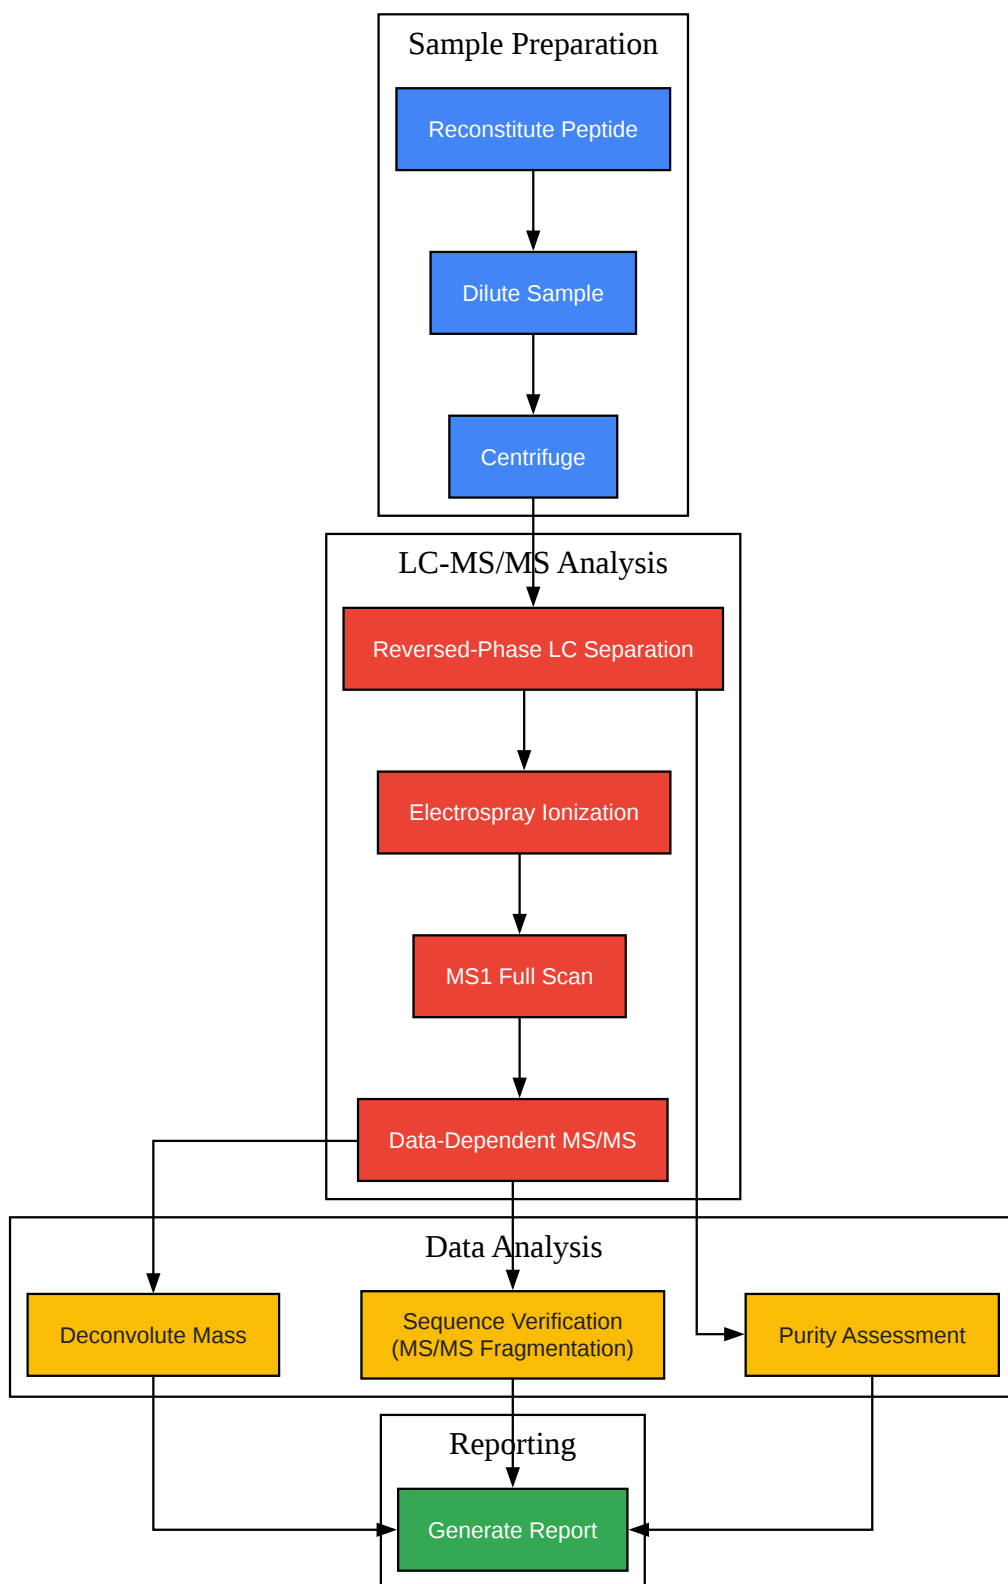 Sample Preparation
Reconstitute Peptide
Dilute Sample
Centrifuge
LC-MS/MS Analysis
Reversed-Phase LC Separation
Electrospray Ionization
MS1 Full Scan
Data-Dependent MS/MS
Data Analysis
Deconvolute Mass
Sequence Verification
(MS/MS Fragmentation)
Purity Assessment
Reporting
Generate Report